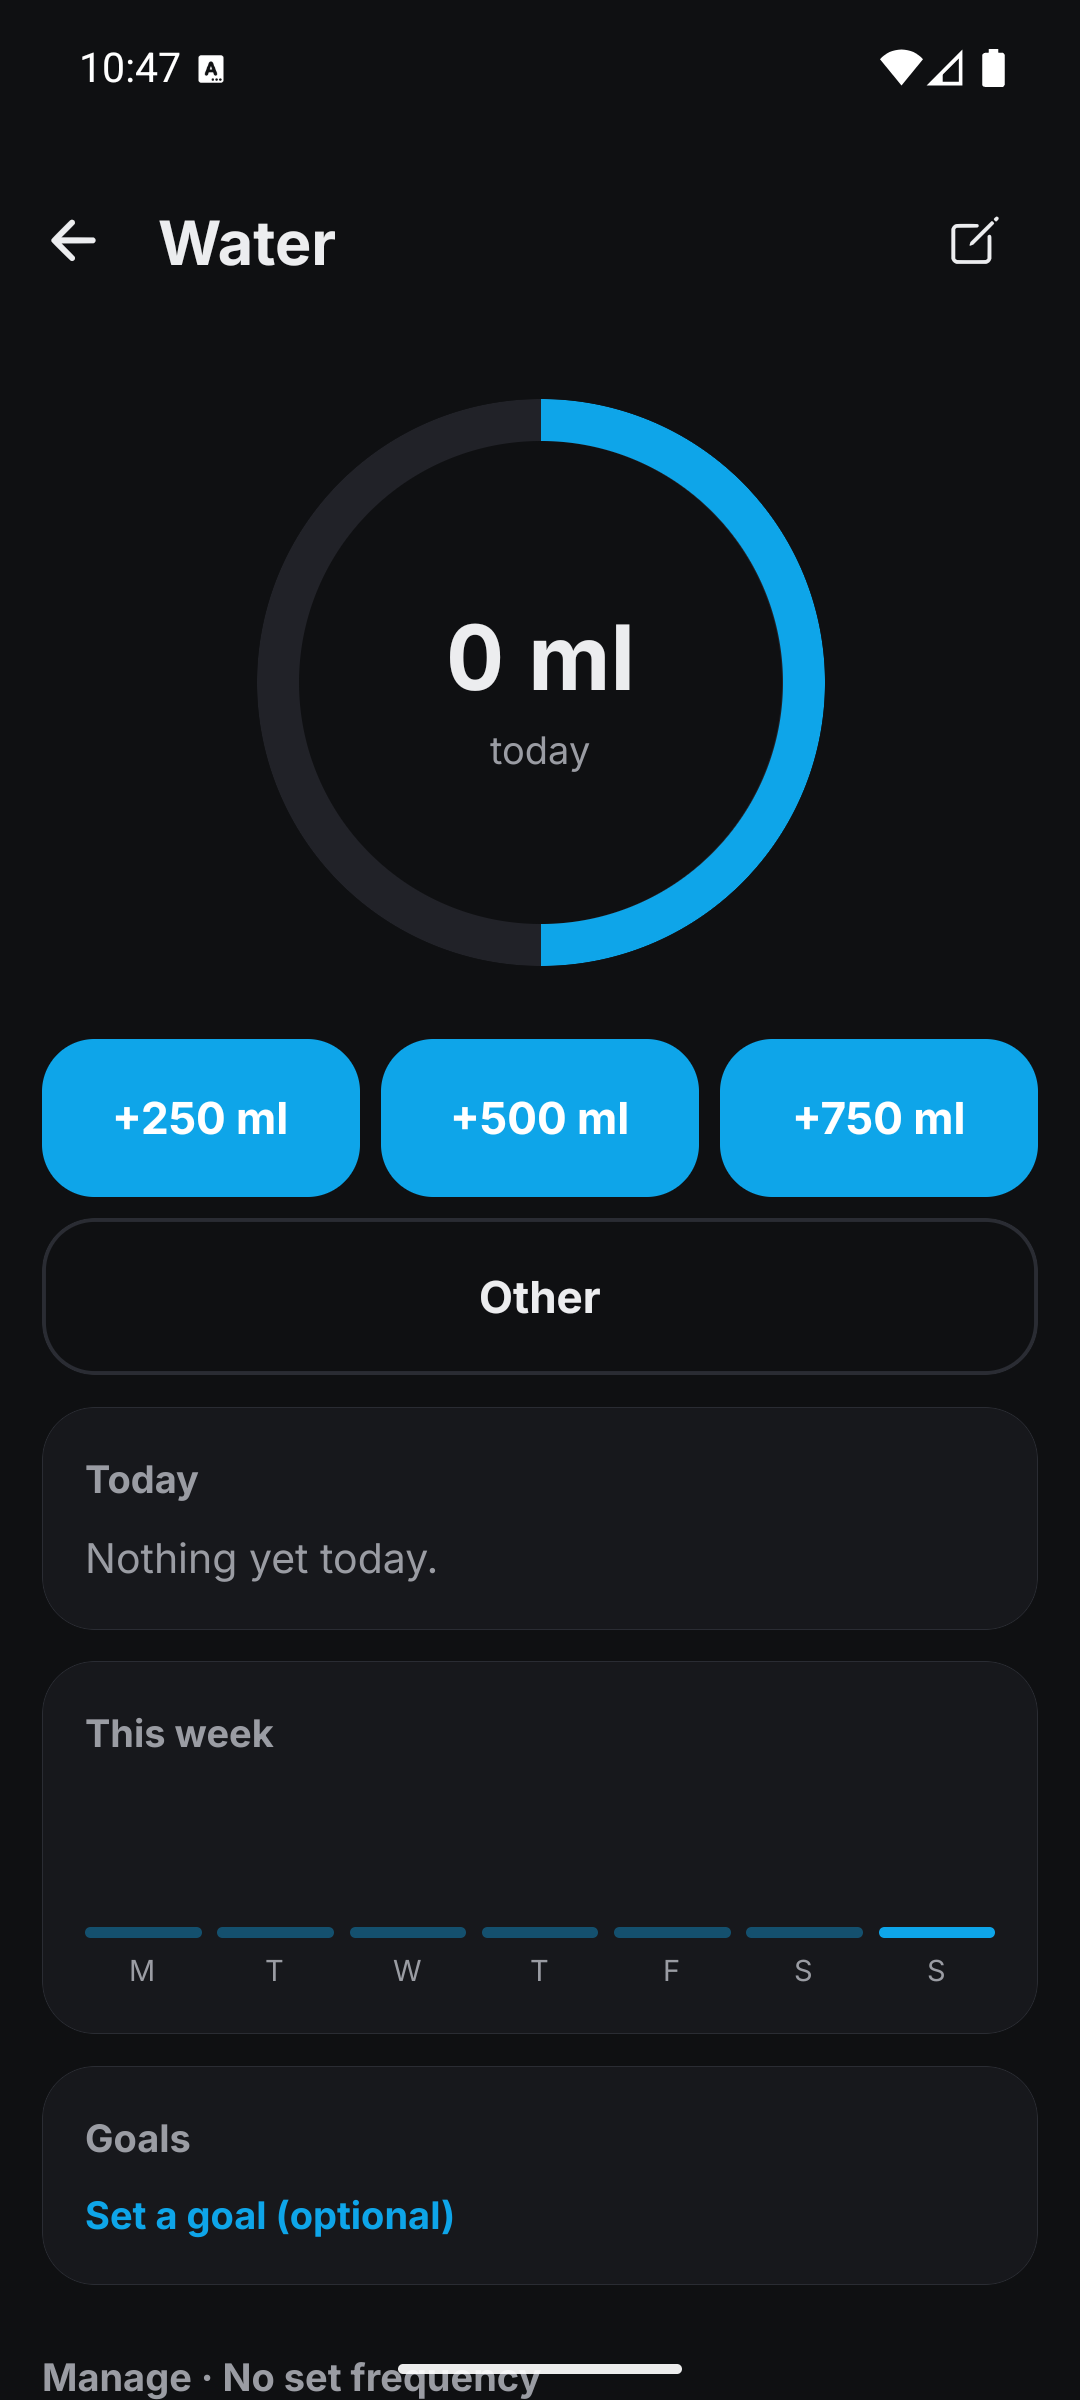 10:47
Water
0 ml
today
+250 ml
+500 ml
+750 ml
Other
Today
Nothing yet today.
This week
M T W T F S S
Goals
Set a goal (optional)
Manage · No set frequency